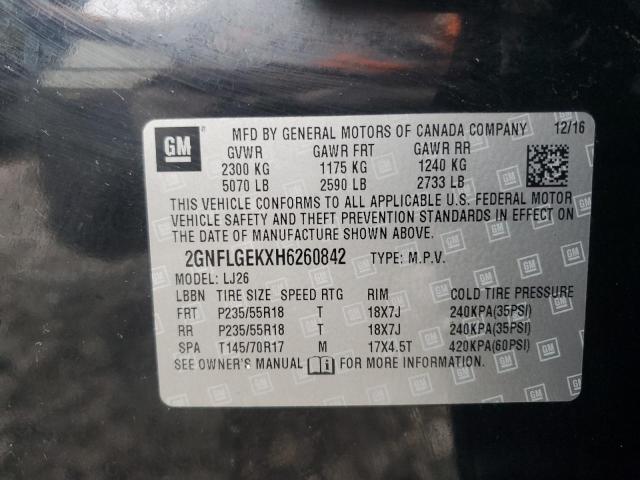 GM MFD BY GENERAL MOTORS OF CANADA COMPANY 12/16
GVWR GAWR FRT GAWR RR
2300 KG 1175 KG 1240 KG
5070 LB 2590 LB 2733 LB
THIS VEHICLE CONFORMS TO ALL APPLICABLE U.S. FEDERAL MOTOR
VEHICLE SAFETY AND THEFT PREVENTION STANDARDS IN EFFECT ON
THE DATE OF MANUFACTURE SHOWN ABOVE.
2GNFLGEKXH6260842 TYPE: M.P.V.
MODEL: LJ26
LBBN TIRE SIZE SPEED RTG RIM COLD TIRE PRESSURE
FRT P235/55R18 T 18X7J 240KPA(35PSI)
RR P235/55R18 T 18X7J 240KPA(35PSI)
SPA T145/70R17 M 17X4.5T 420KPA(60PSI)
SEE OWNER'S MANUAL FOR MORE INFORMATION.